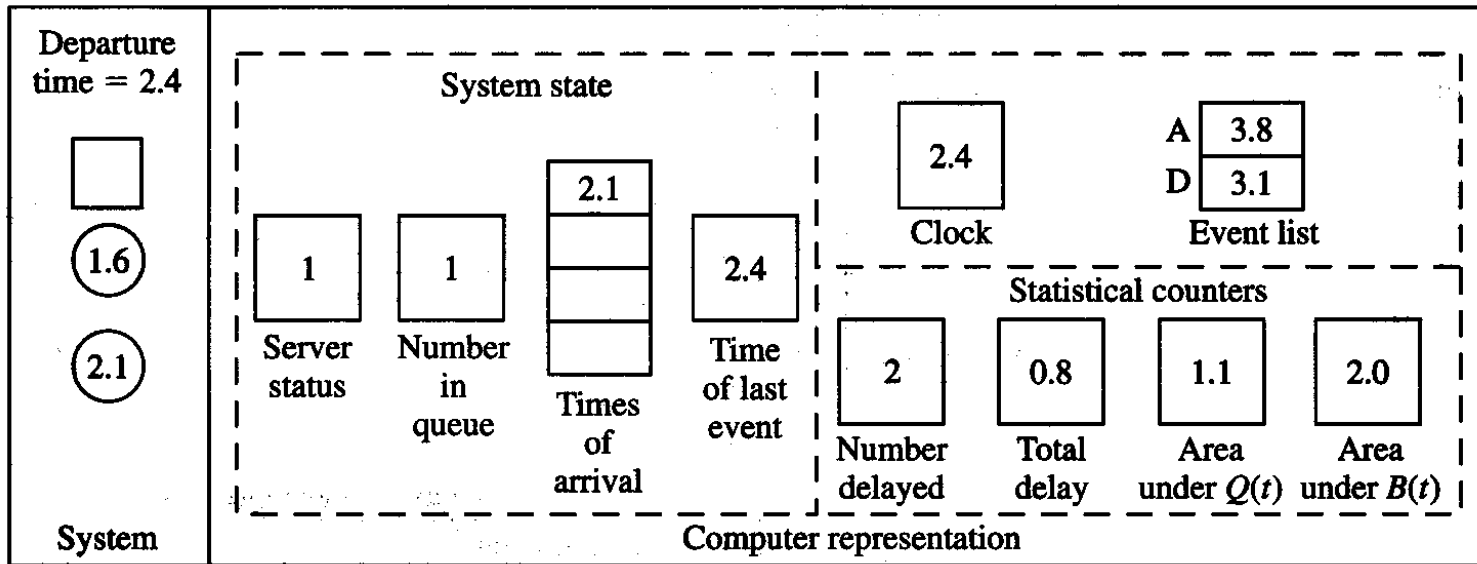 Departure
time = 2.4
1.6
2.1
System
System state
1
Server
status
1
Number
in
queue
2.1
Times
of
arrival
2.4
Time
of last
event
2.4
Clock
A 3.8
D 3.1
Event list
Statistical counters
2
Number
delayed
0.8
Total
delay
1.1
Area
under Q(t)
2.0
Area
under B(t)
Computer representation